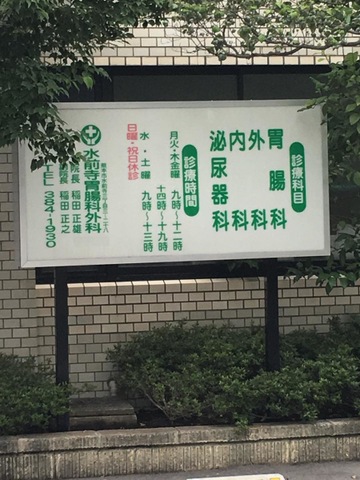 診療科目
胃腸科
外科
内科
泌尿器科
診療時間
月火・木金曜 九時〜十二時
十四時〜十九時
水・土曜 九時〜十三時
日曜・祝日休診
水前寺胃腸科外科
院長 稲田正雄
副院長 稲田正之
TEL 384-1930